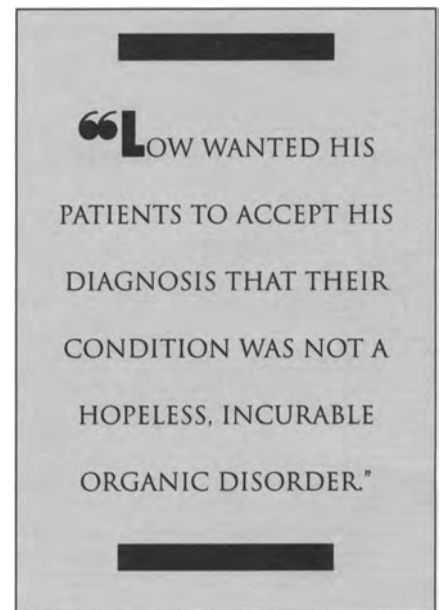 “LOW WANTED HIS
PATIENTS TO ACCEPT HIS
DIAGNOSIS THAT THEIR
CONDITION WAS NOT A
HOPELESS, INCURABLE
ORGANIC DISORDER.”